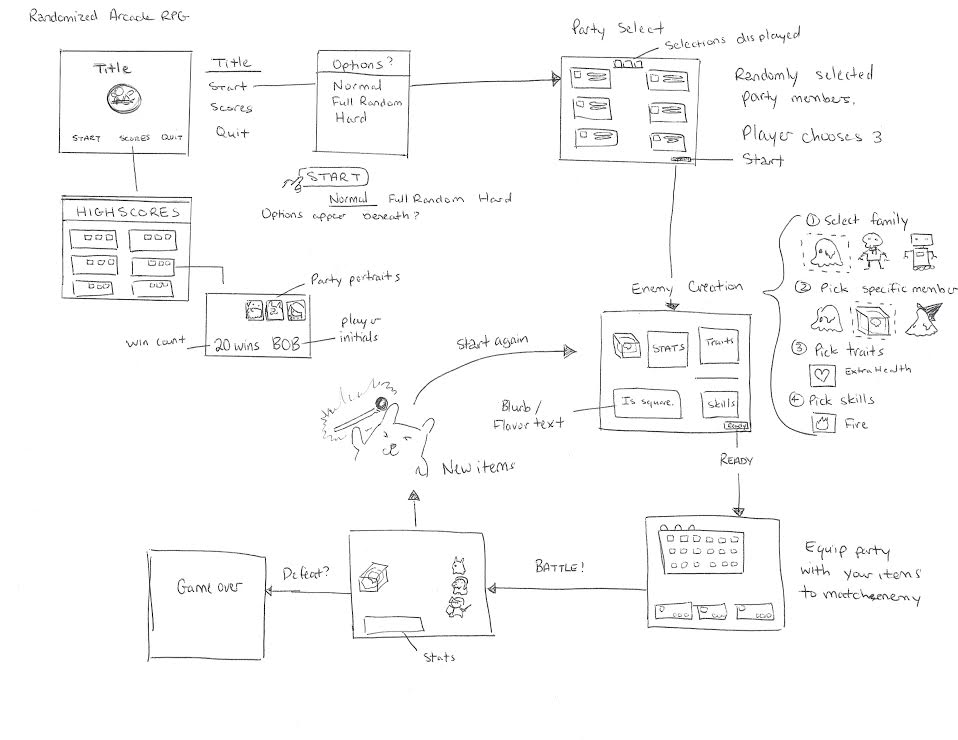 Randomized Arcade RPG
Title
START SCORES QUIT
Title
Start
Scores
Quit
Options?
Normal
Full Random
Hard
START
Normal Full Random Hard
Options appear beneath?
Party Select
Selections displayed
Randomly selected
party members.
Player chooses 3
Start
HIGHSCORES
Party portraits
win count
20 wins BOB
player
initials
Enemy Creation
STATS
Traits
Is square.
Skills
Ready
Blurb/
Flavor text
① Select family
② Pick specific member
③ Pick traits
Extra Health
④ Pick skills
Fire
READY
Start again
New items
Equip party
with your items
to match enemy
BATTLE!
Stats
Defeat?
Game over